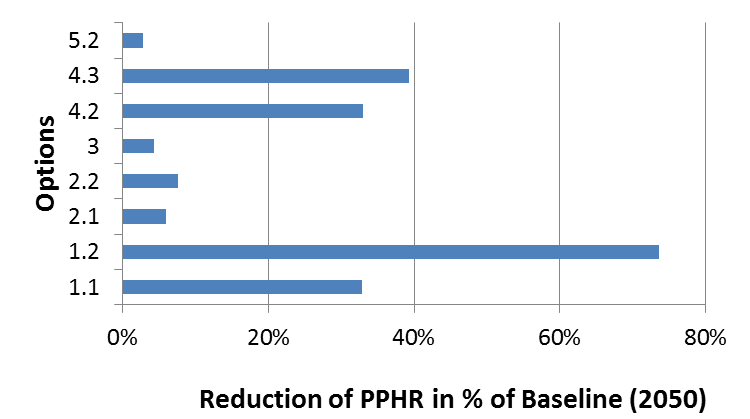 5.2
4.3
4.2
3
2.2
2.1
1.2
1.1
Options
0% 20% 40% 60% 80%
Reduction of PPHR in % of Baseline (2050)